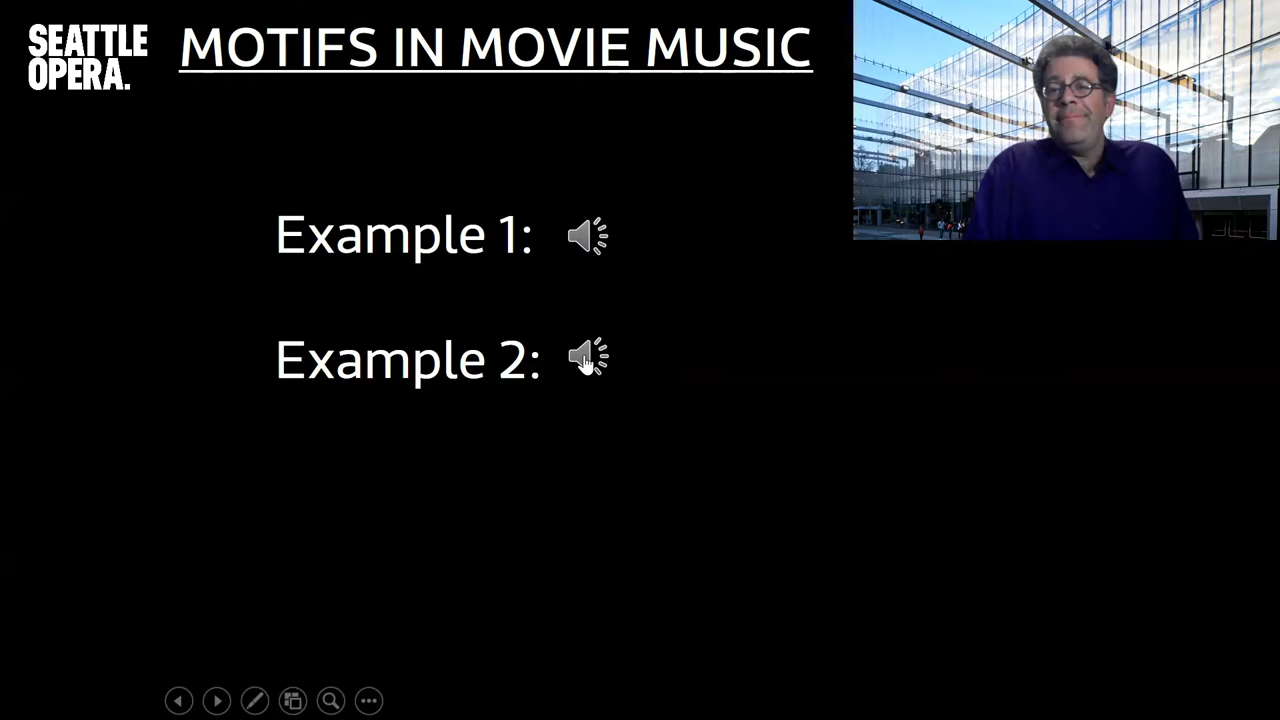 SEATTLE
OPERA.
MOTIFS IN MOVIE MUSIC
Example 1:
Example 2: